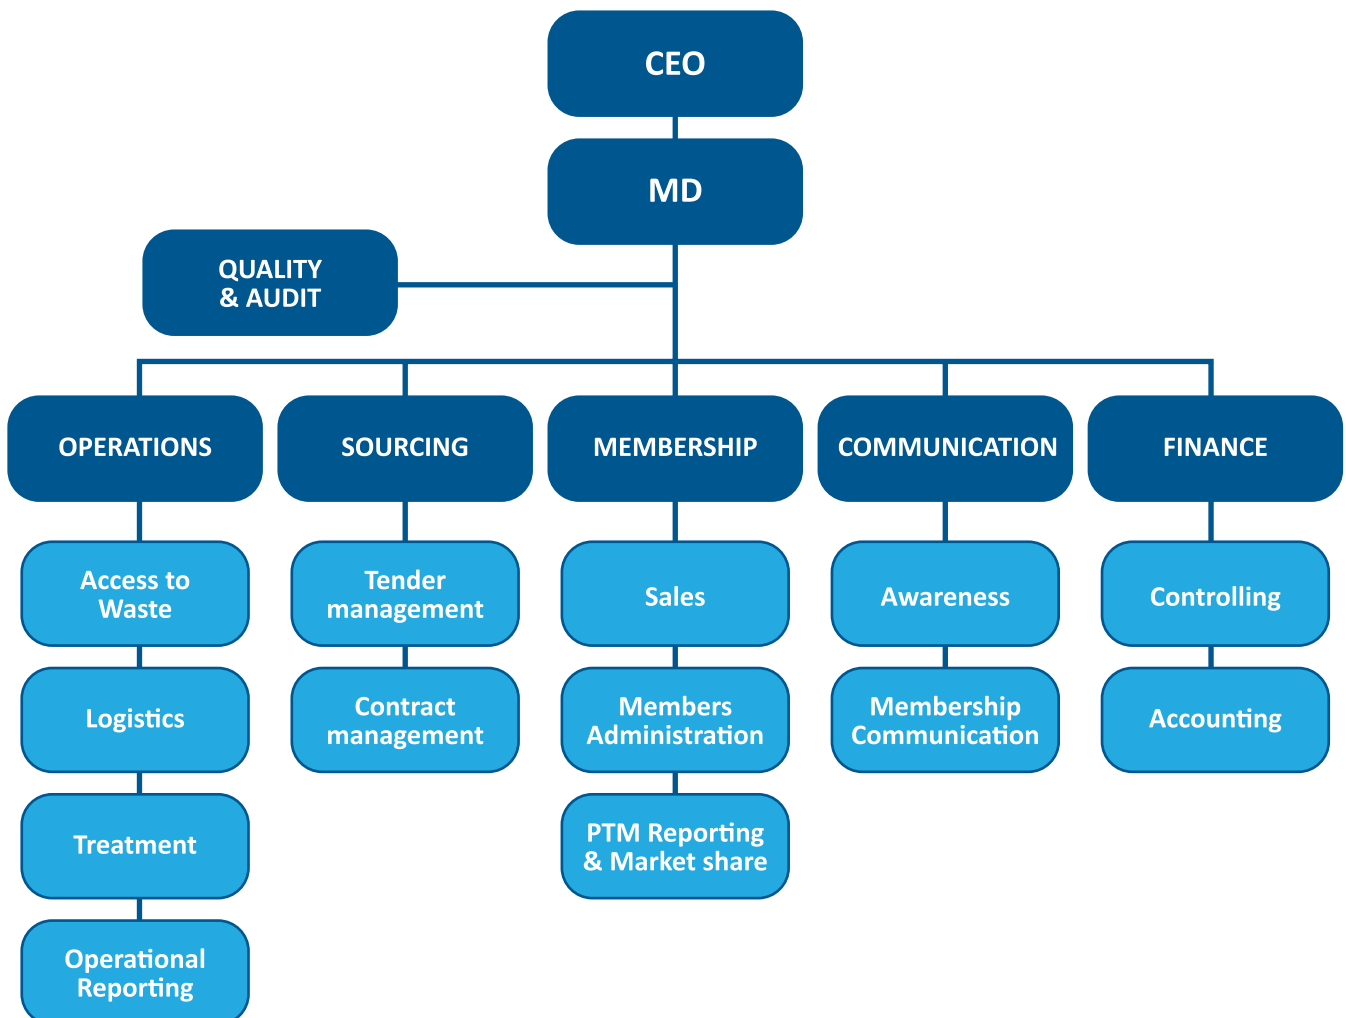 CEO
MD
QUALITY
& AUDIT
OPERATIONS
SOURCING
MEMBERSHIP
COMMUNICATION
FINANCE
Access to
Waste
Tender
management
Sales
Awareness
Controlling
Logistics
Contract
management
Members
Administration
Membership
Communication
Accounting
Treatment
PTM Reporting
& Market share
Operational
Reporting